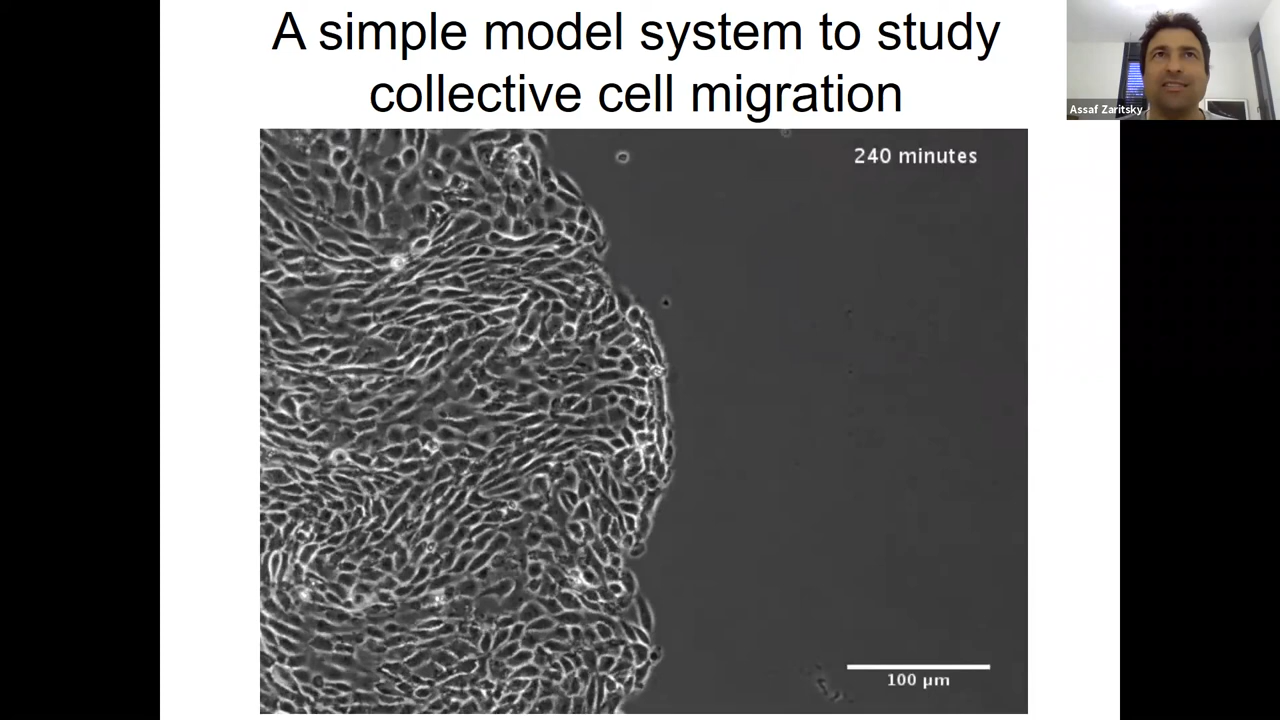 A simple model system to study
collective cell migration
Assaf Zaritsky
240 minutes
100 µm